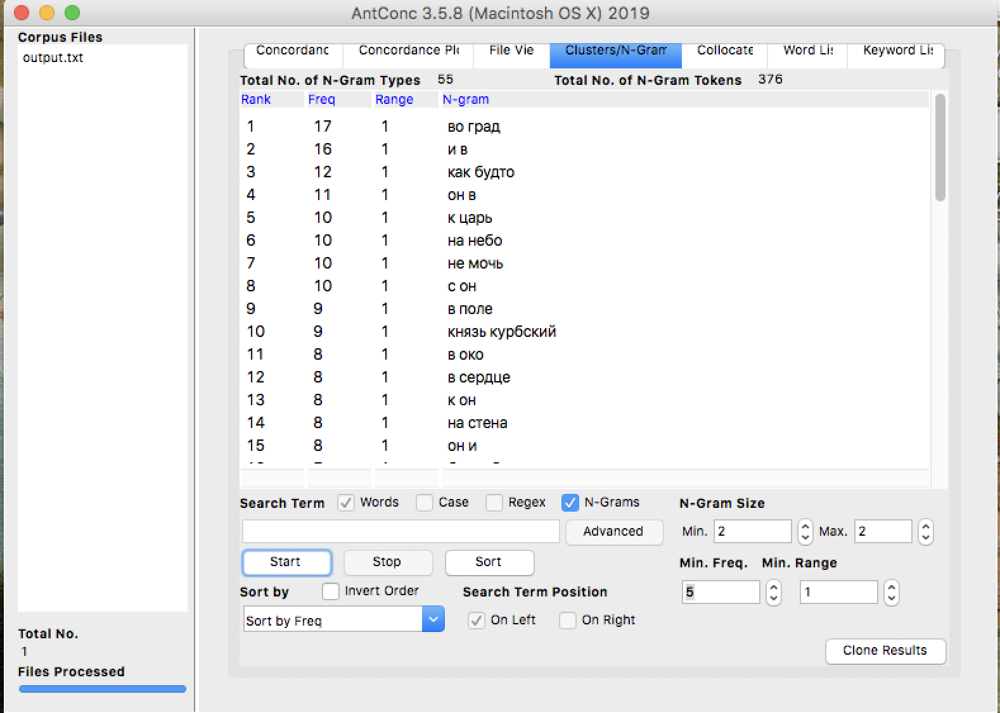 AntConc 3.5.8 (Macintosh OS X) 2019
Corpus Files
output.txt
Concordanc Concordance Plo File Vie Clusters/N-Gram Collocate Word Lis Keyword Lis
Total No. of N-Gram Types 55 Total No. of N-Gram Tokens 376
Rank Freq Range N-gram
1 17 1 во град
2 16 1 и в
3 12 1 как будто
4 11 1 он в
5 10 1 к царь
6 10 1 на небо
7 10 1 не мочь
8 10 1 с он
9 9 1 в поле
10 9 1 князь курбский
11 8 1 в око
12 8 1 в сердце
13 8 1 к он
14 8 1 на стена
15 8 1 он и
Search Term Words Case Regex N-Grams N-Gram Size
Advanced Min. 2 Max. 2
Start Stop Sort Min. Freq. Min. Range
Sort by Invert Order Search Term Position 5 1
Sort by Freq On Left On Right
Clone Results
Total No.
1
Files Processed